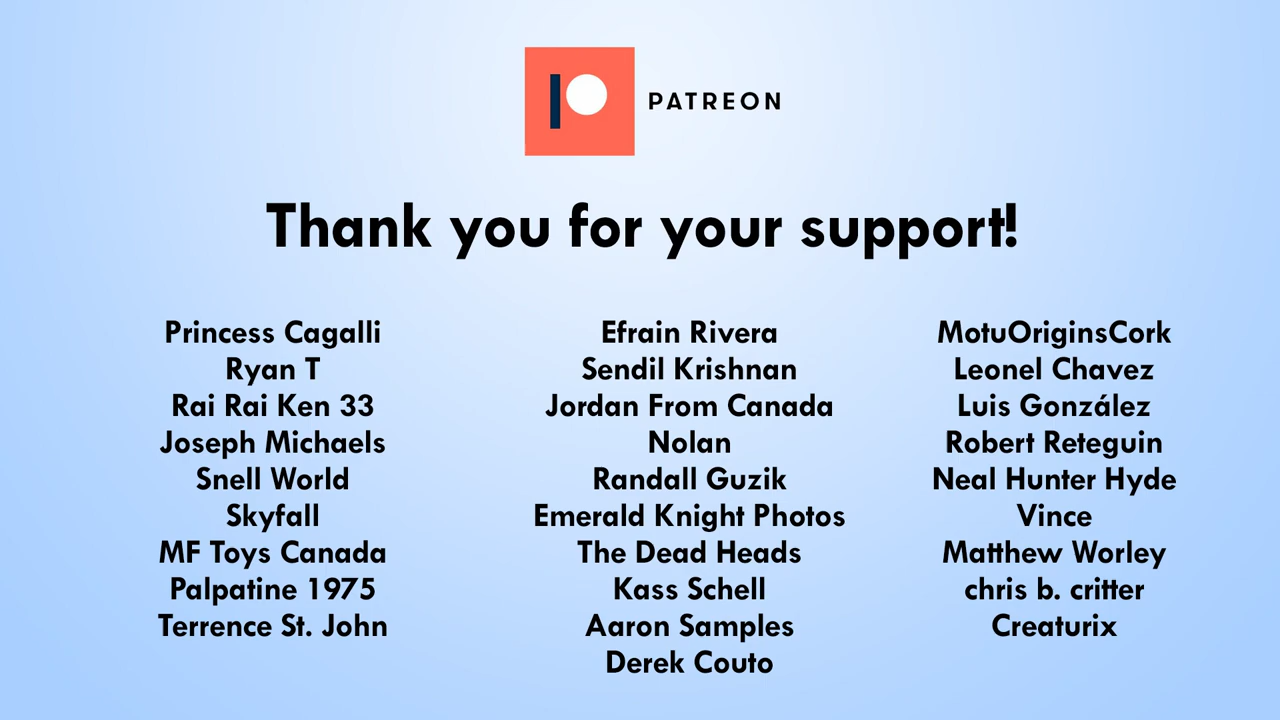 PATREON
Thank you for your support!
Princess Cagalli
Ryan T
Rai Rai Ken 33
Joseph Michaels
Snell World
Skyfall
MF Toys Canada
Palpatine 1975
Terrence St. John
Efrain Rivera
Sendil Krishnan
Jordan From Canada
Nolan
Randall Guzik
Emerald Knight Photos
The Dead Heads
Kass Schell
Aaron Samples
Derek Couto
MotuOriginsCork
Leonel Chavez
Luis González
Robert Reteguin
Neal Hunter Hyde
Vince
Matthew Worley
chris b. critter
Creaturix